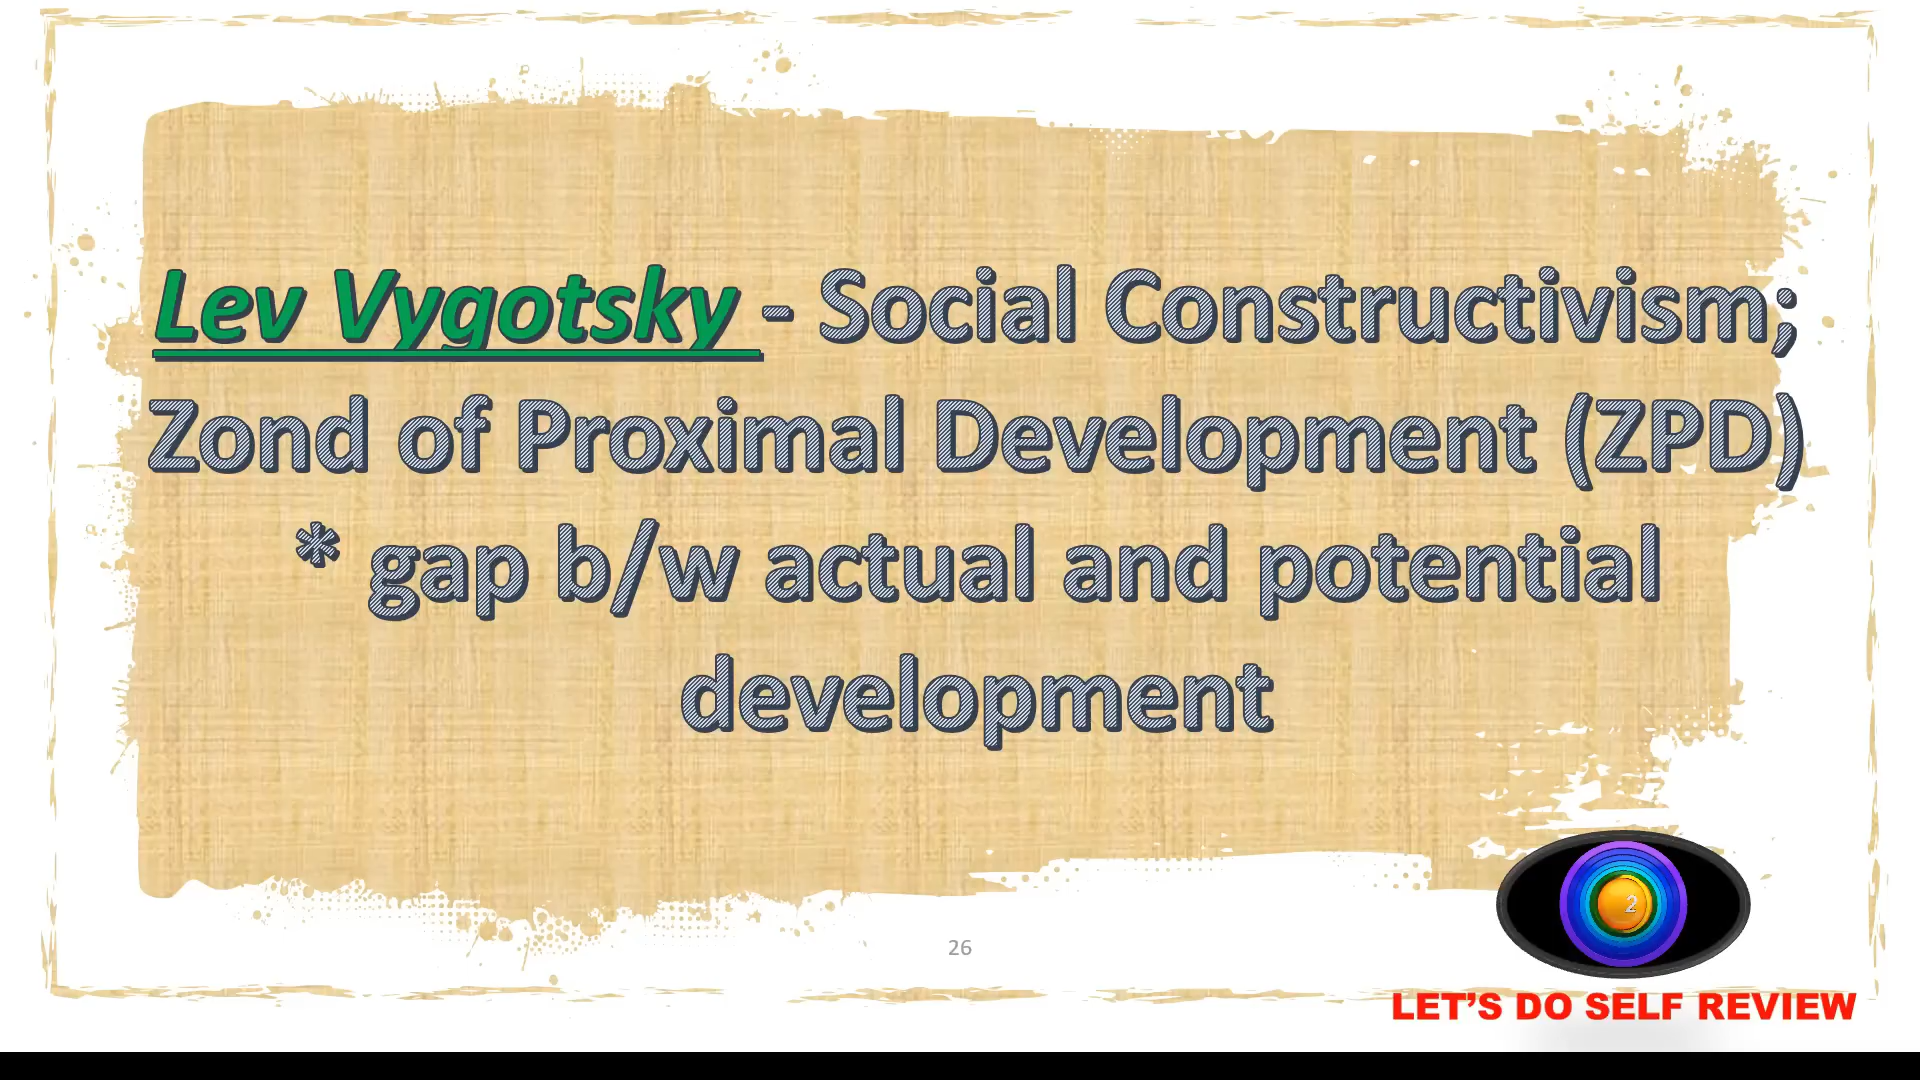 Lev Vygotsky - Social Constructivism;
Zond of Proximal Development (ZPD)
* gap b/w actual and potential
development
2
26
LET'S DO SELF REVIEW